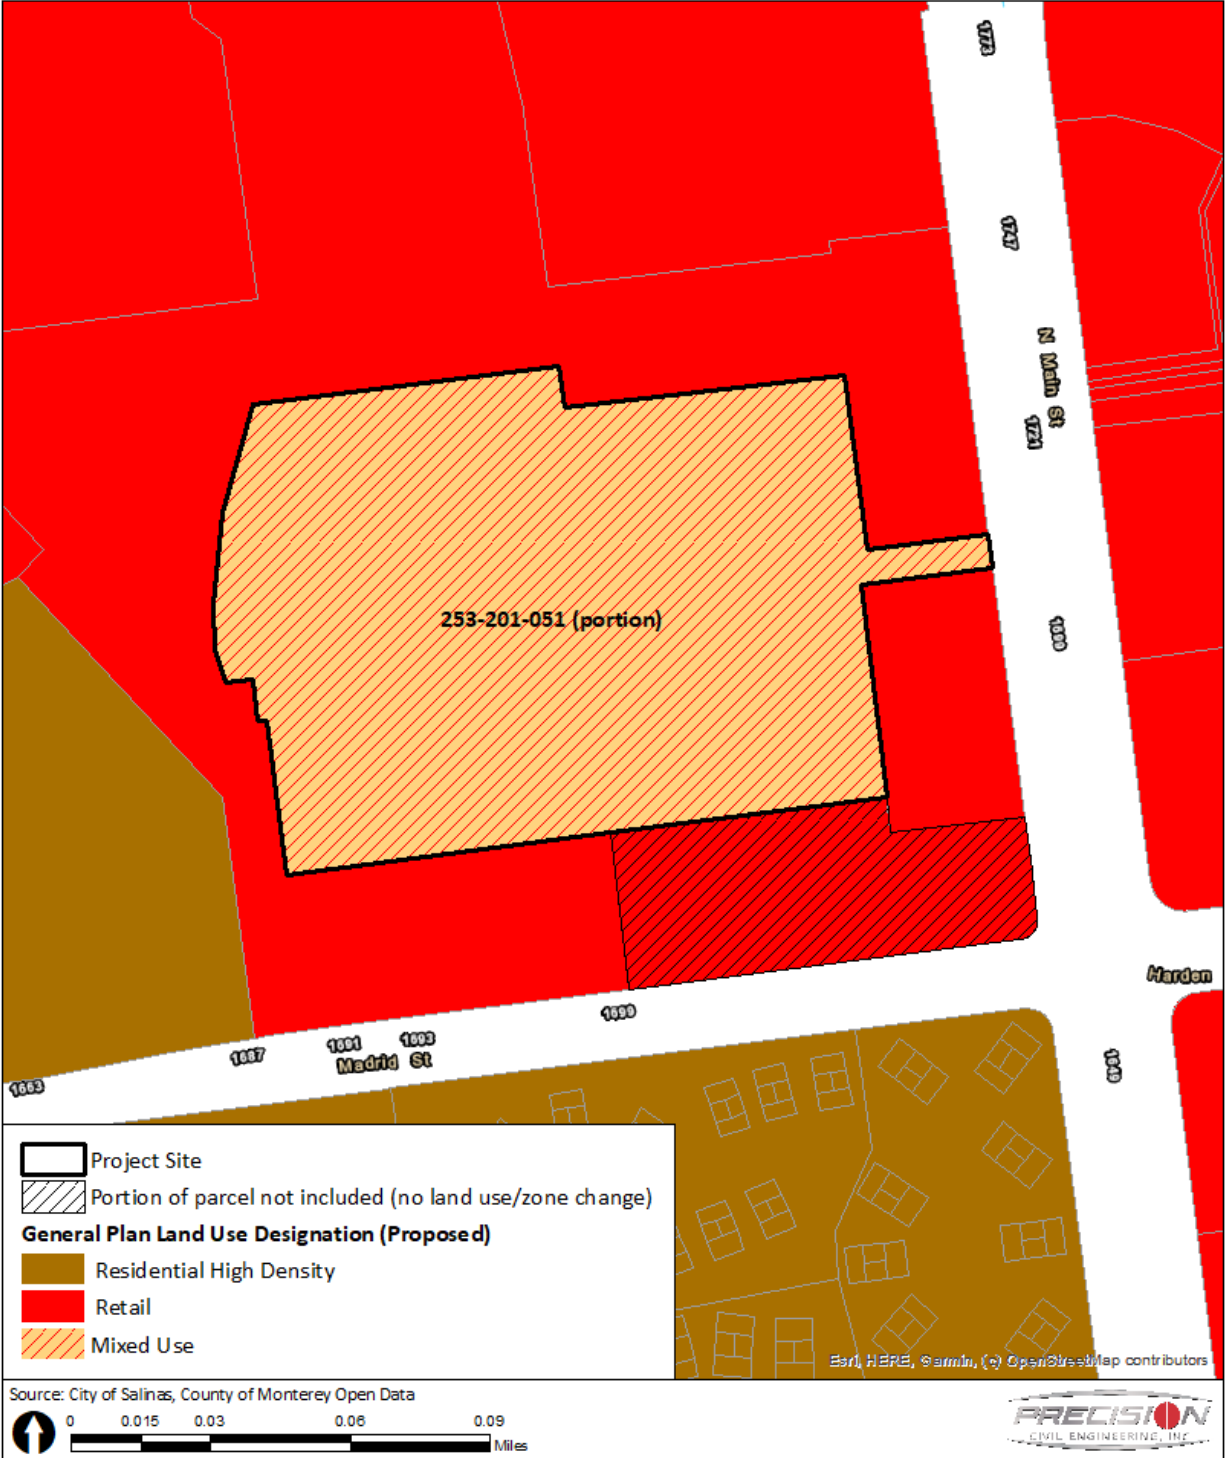 1773
1747
N Main St
1721
253-201-051 (portion)
1699
Harden
1699
1693
1691
Madrid St
1687
1663
1649
Project Site
Portion of parcel not included (no land use/zone change)
General Plan Land Use Designation (Proposed)
Residential High Density
Retail
Mixed Use
Esri, HERE, Garmin, (c) OpenStreetMap contributors
Source: City of Salinas, County of Monterey Open Data
0 0.015 0.03 0.06 0.09
Miles
PRECISION
CIVIL ENGINEERING, INC